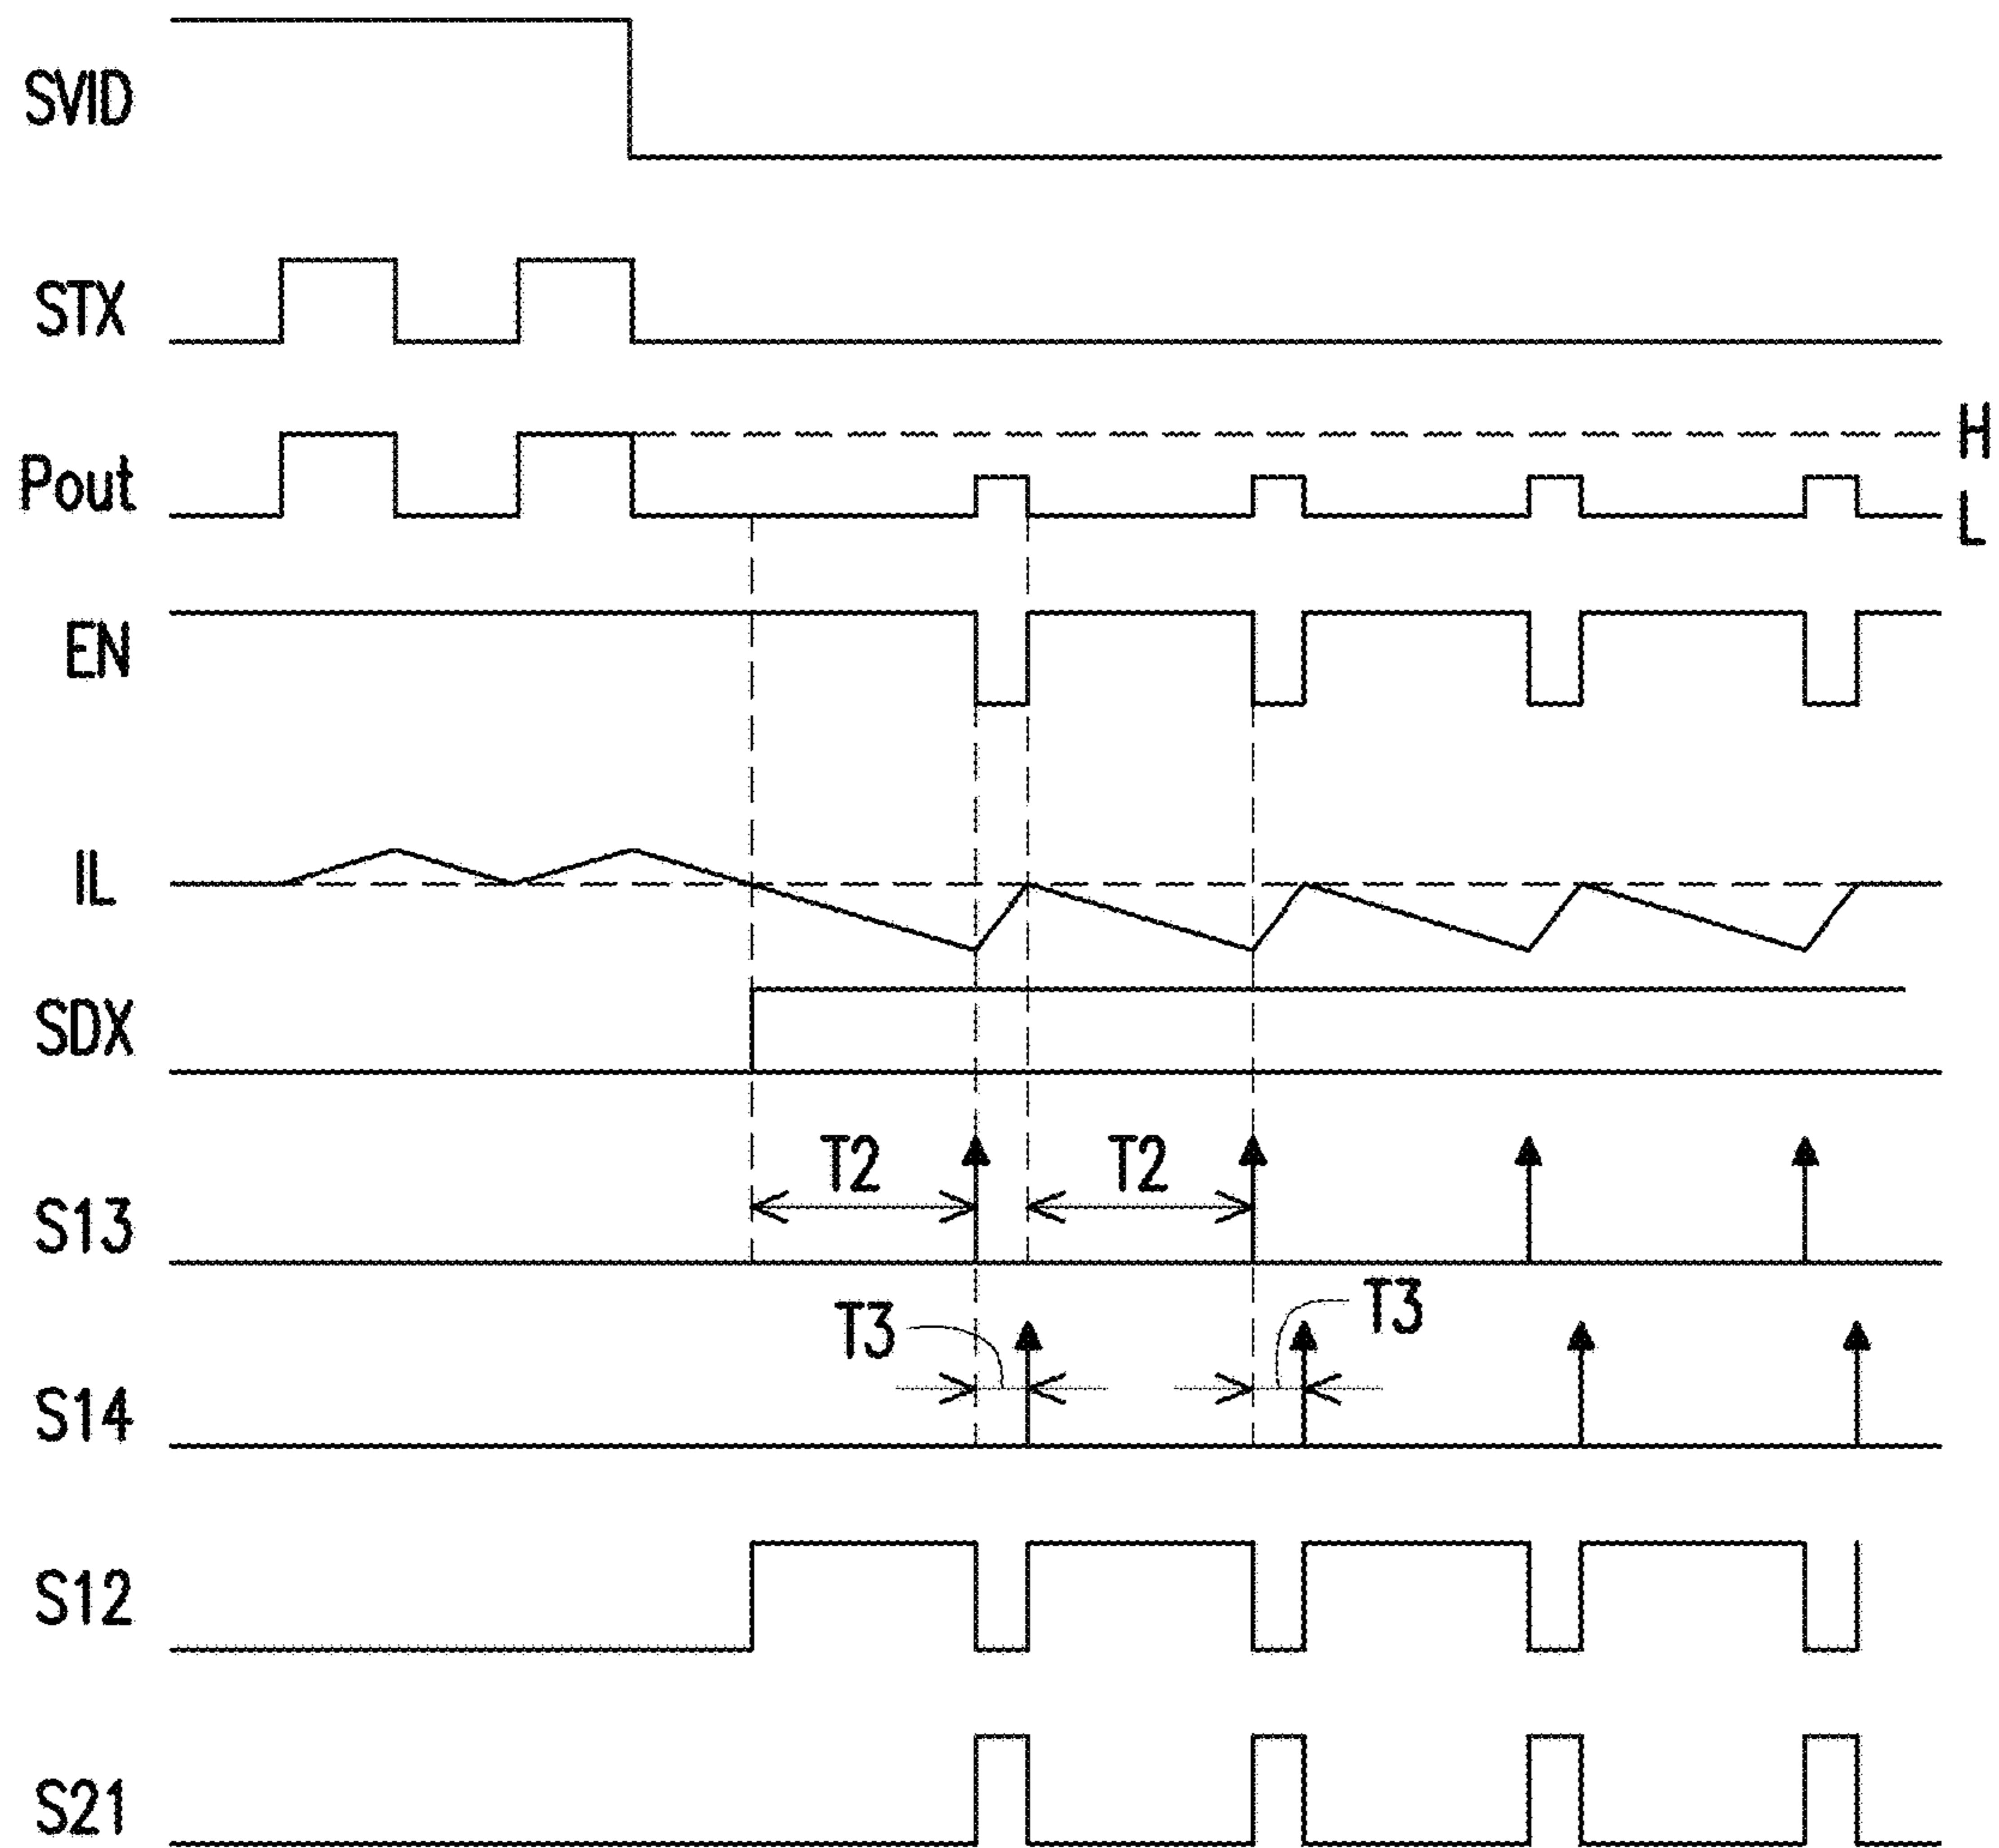 SVID
STX
H
Pout
L
EN
IL
SDX
T2 T2
S13
T3 T3
S14
S12
S21